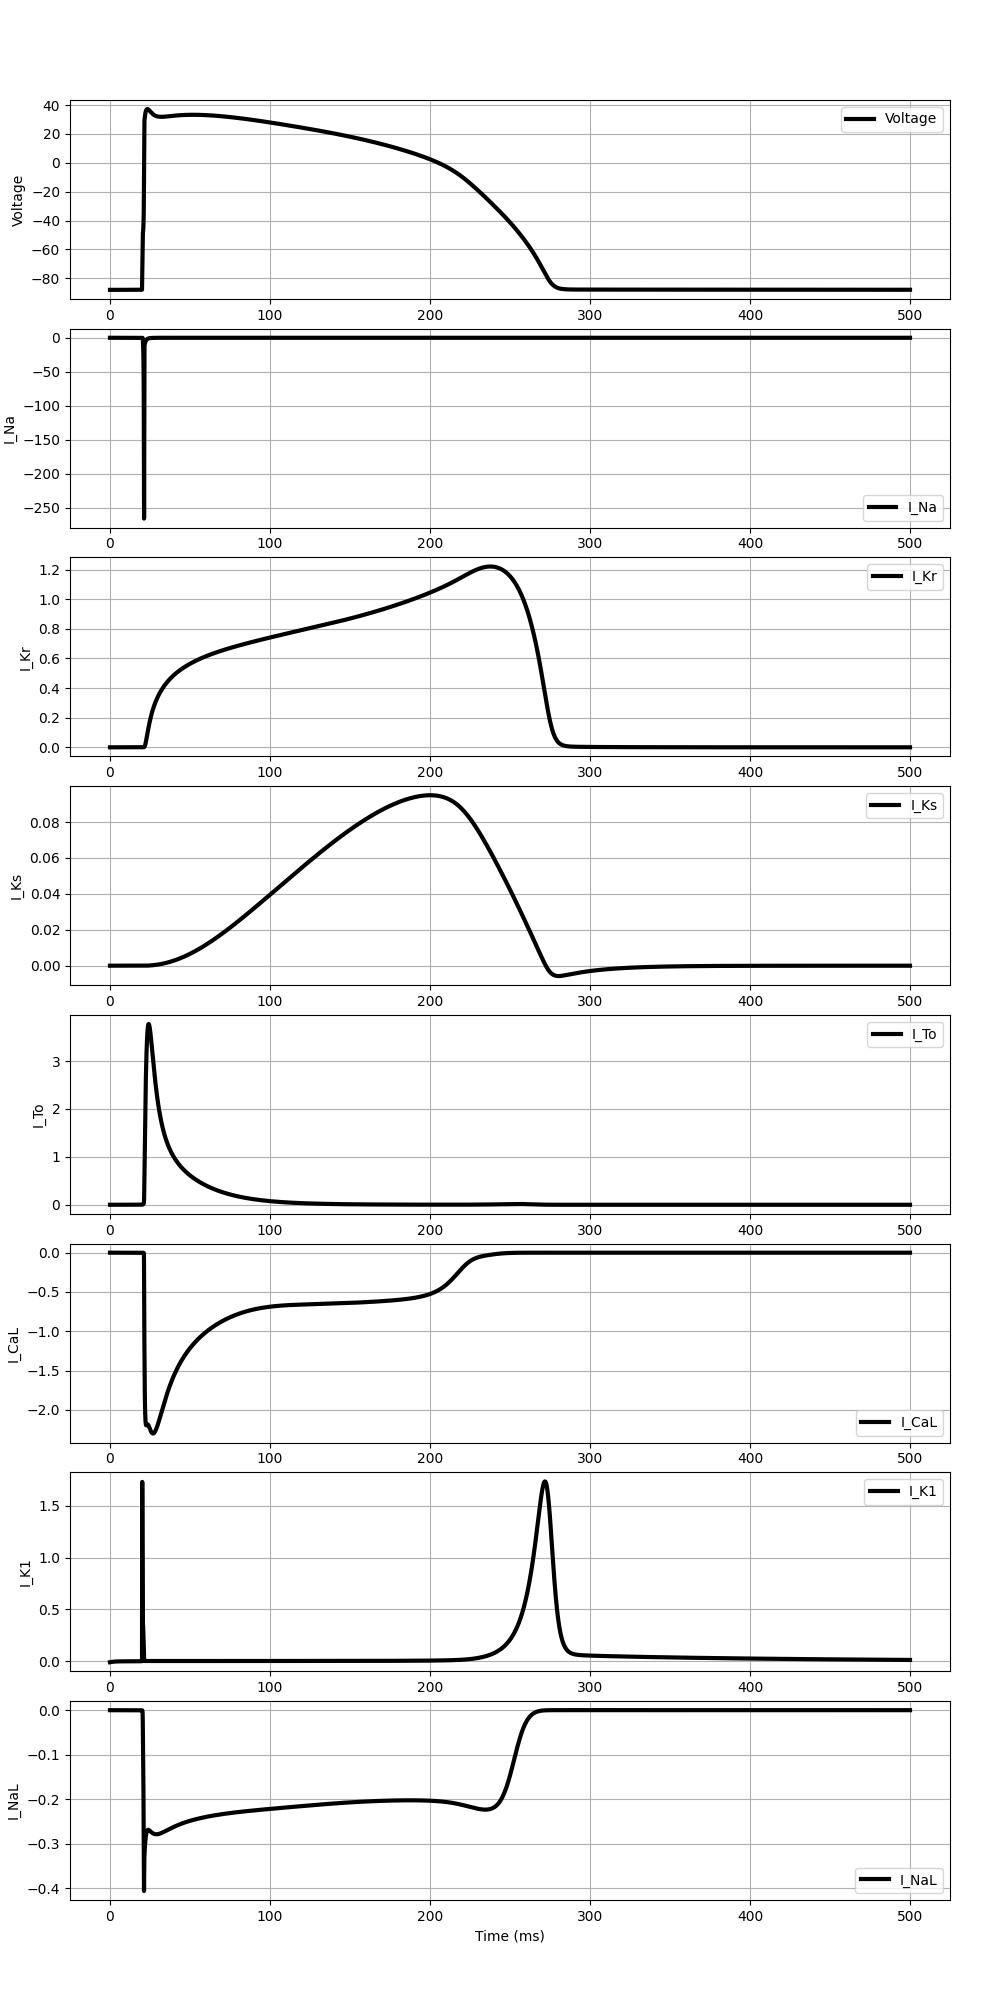 40
20
0
−20
−40
−60
−80
Voltage
Voltage
0 100 200 300 400 500
0
−50
−100
−150
−200
−250
I_Na
I_Na
0 100 200 300 400 500
1.2
1.0
0.8
0.6
0.4
0.2
0.0
I_Kr
I_Kr
0 100 200 300 400 500
0.08
0.06
0.04
0.02
0.00
I_Ks
I_Ks
0 100 200 300 400 500
3
2
1
0
I_To
I_To
0 100 200 300 400 500
0.0
−0.5
−1.0
−1.5
−2.0
I_CaL
I_CaL
0 100 200 300 400 500
1.5
1.0
0.5
0.0
I_K1
I_K1
0 100 200 300 400 500
0.0
−0.1
−0.2
−0.3
−0.4
I_NaL
I_NaL
0 100 200 300 400 500
Time (ms)